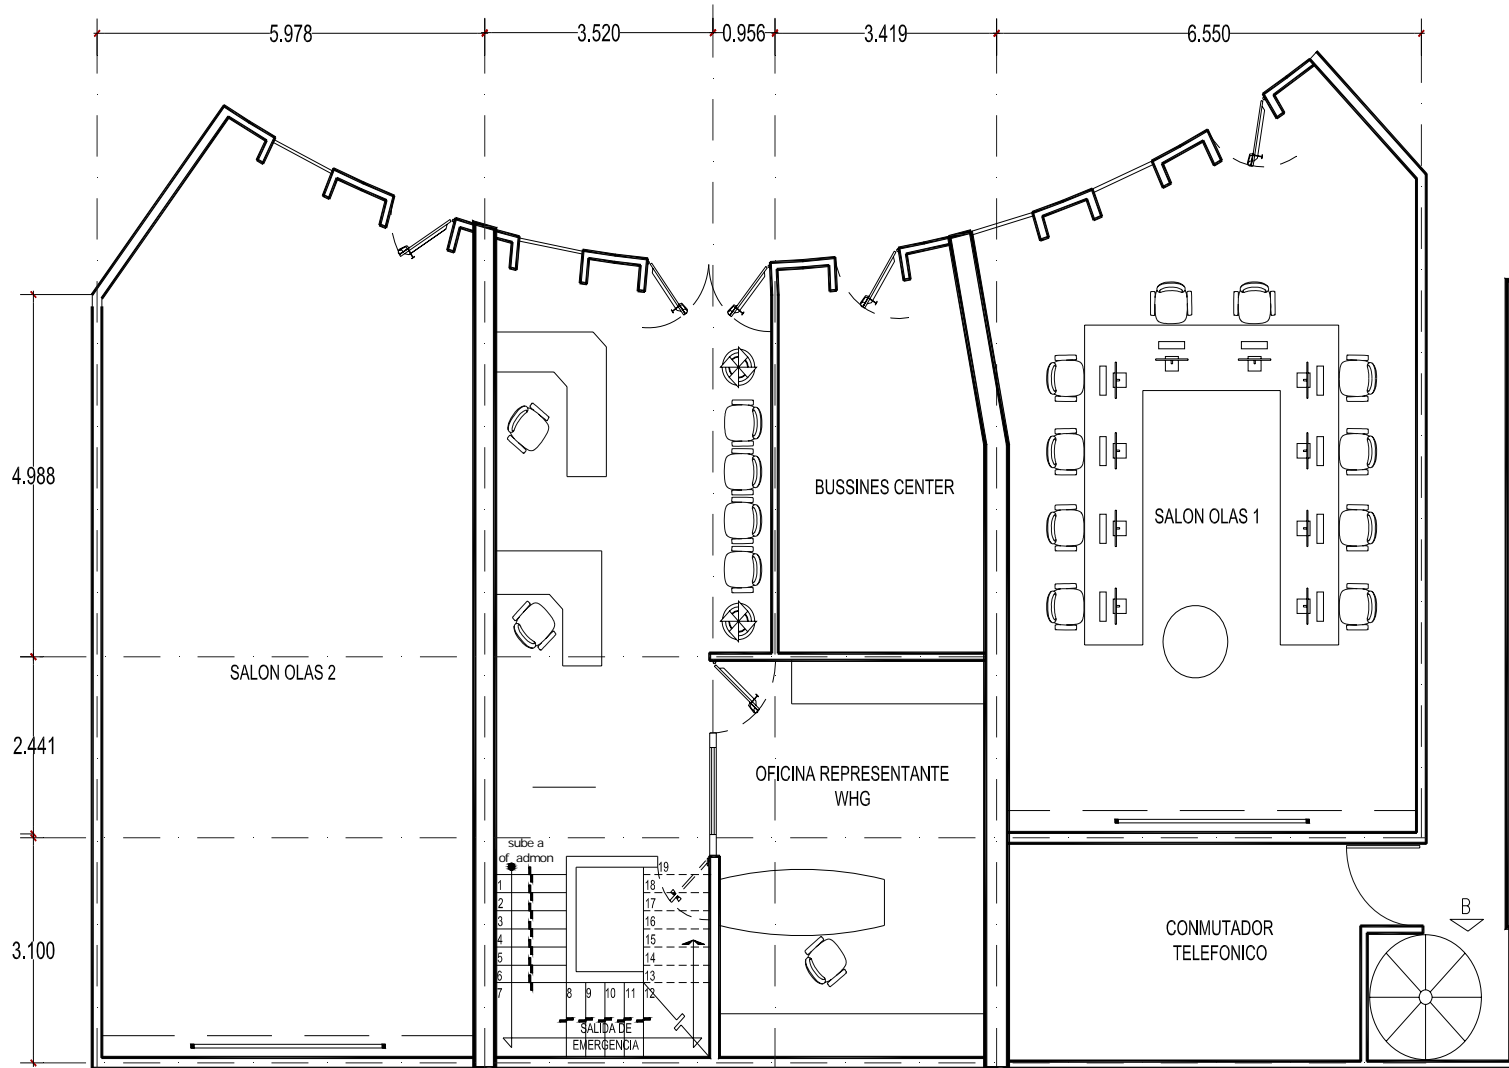 5.978
3.520
0.956
3.419
6.550
4.988
2.441
3.100
BUSSINES CENTER
SALON OLAS 1
SALON OLAS 2
OFICINA REPRESENTANTE
WHG
sube a
of admon
1
2
3
4
5
6
7
8
9
10
11
12
13
14
15
16
17
18
19
SALIDA DE
EMERGENCIA
CONMUTADOR
TELEFONICO
B